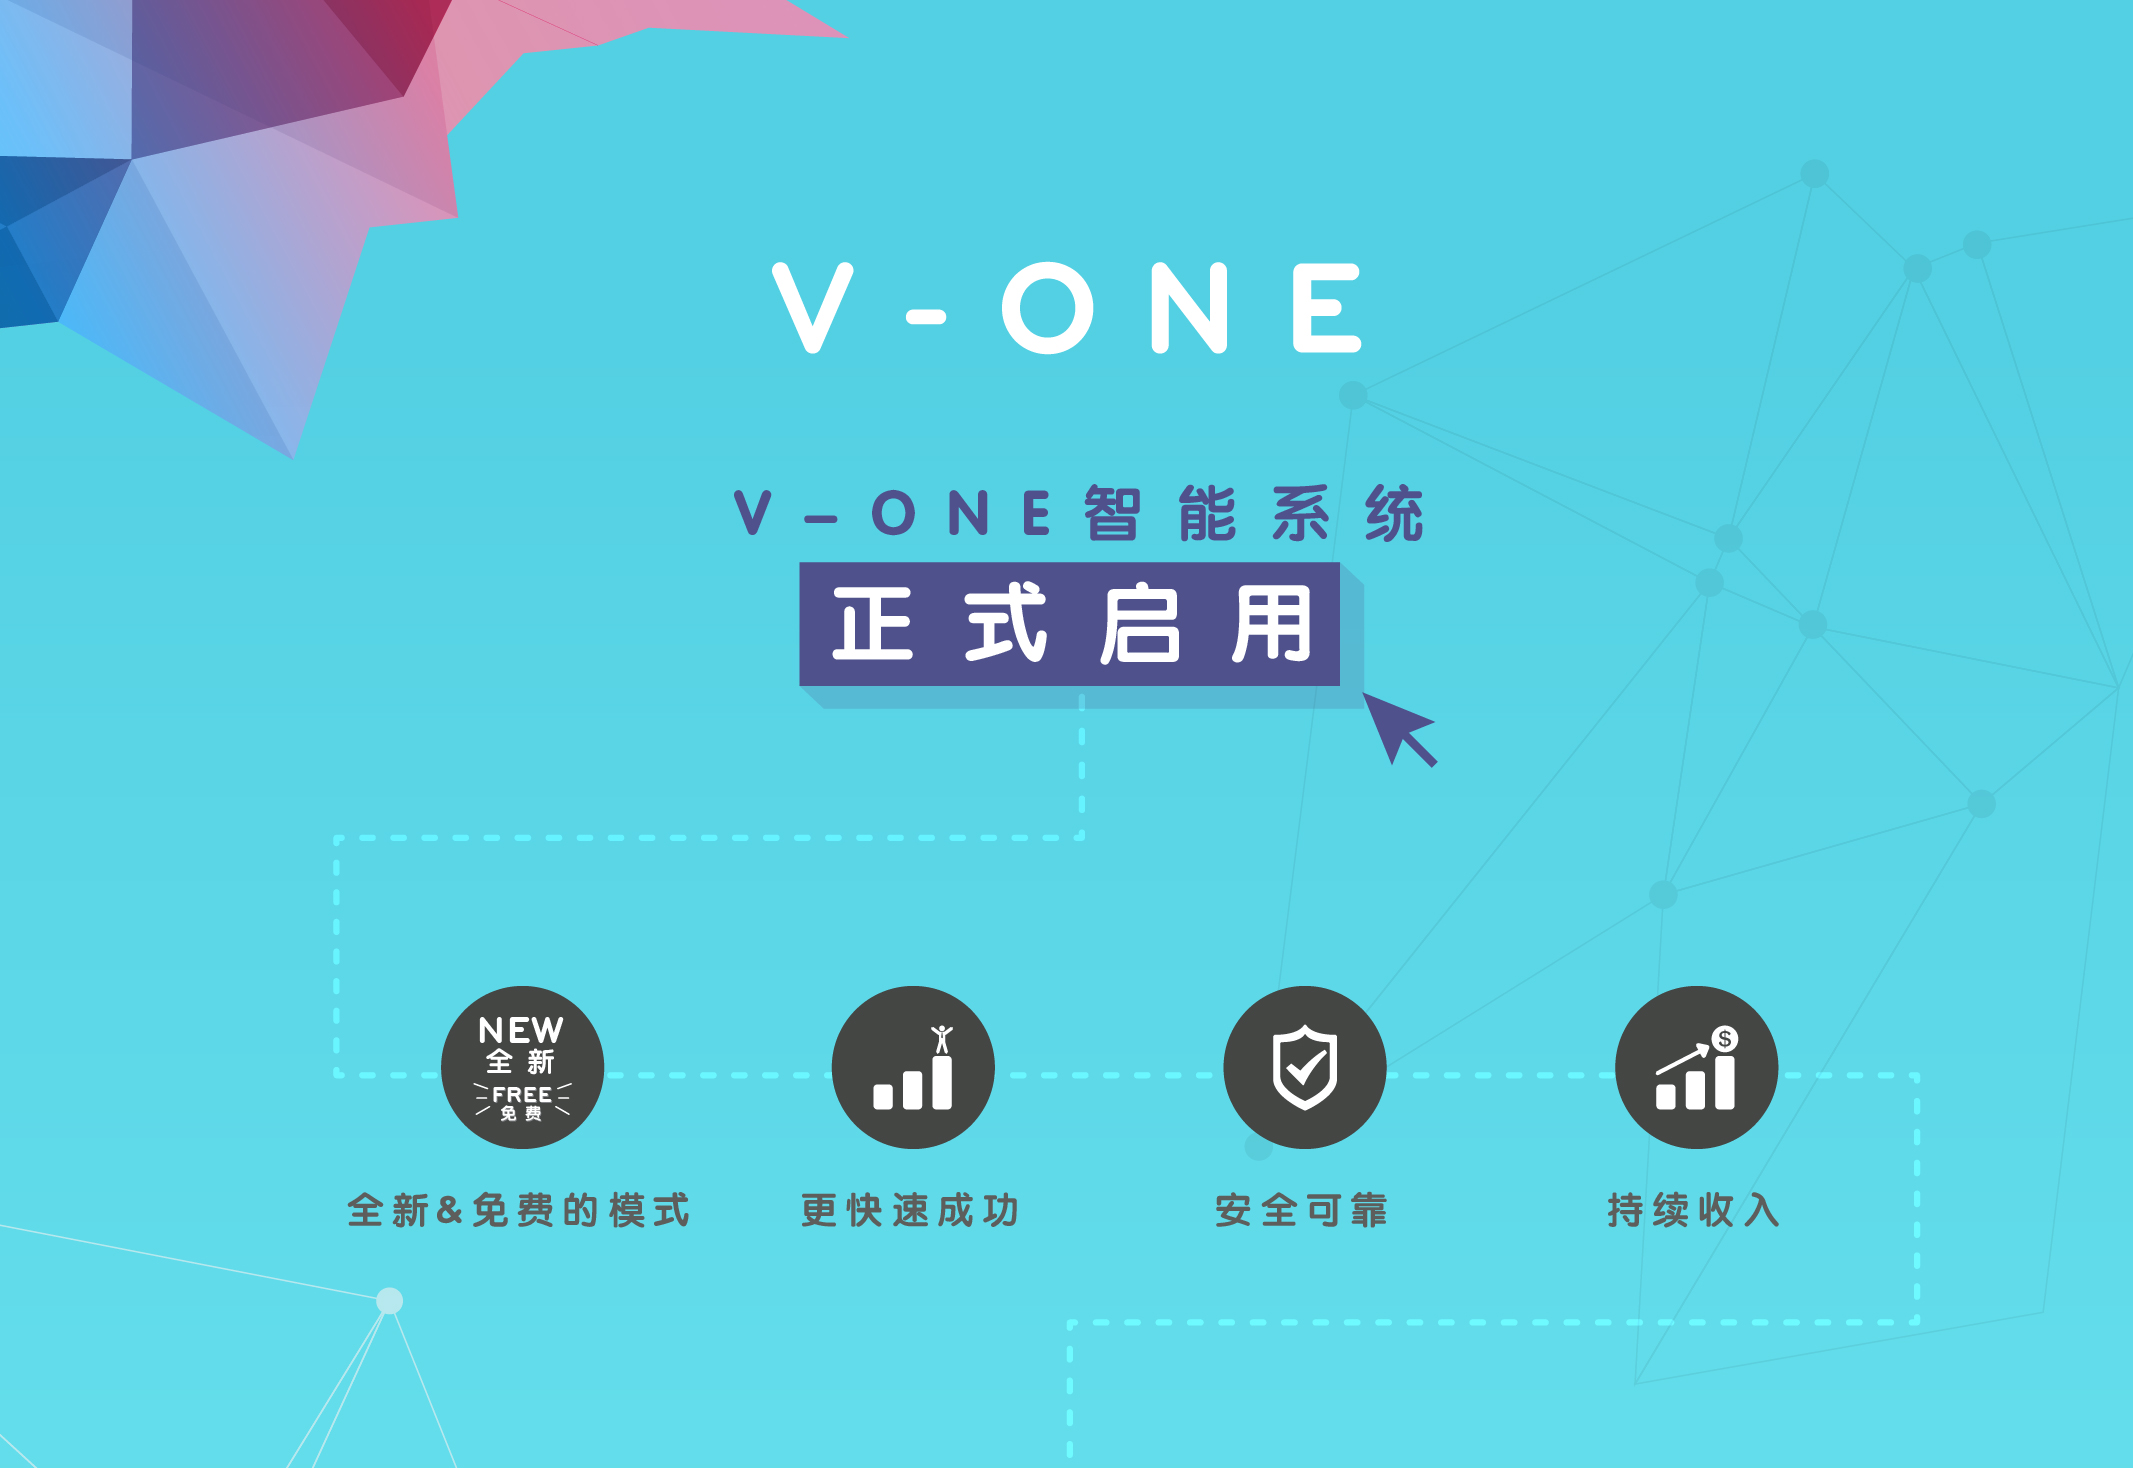 V-ONE
V-ONE智能系统
正式启用
NEW
全新
FREE
免费
$
全新&免费的模式
更快速成功
安全可靠
持续收入